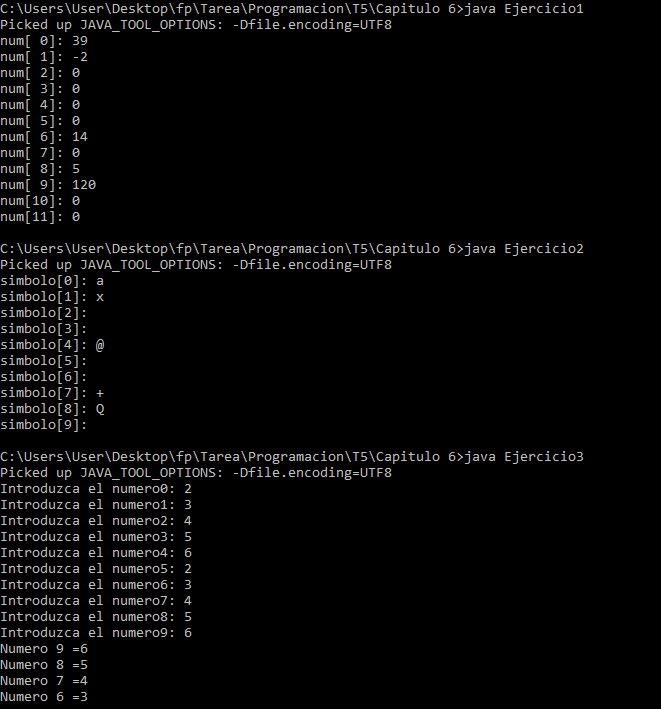 C:\Users\User\Desktop\fp\Tarea\Programacion\T5\Capitulo 6>java Ejercicio1
Picked up JAVA_TOOL_OPTIONS: -Dfile.encoding=UTF8
num[ 0]: 39
num[ 1]: -2
num[ 2]: 0
num[ 3]: 0
num[ 4]: 0
num[ 5]: 0
num[ 6]: 14
num[ 7]: 0
num[ 8]: 5
num[ 9]: 120
num[10]: 0
num[11]: 0
C:\Users\User\Desktop\fp\Tarea\Programacion\T5\Capitulo 6>java Ejercicio2
Picked up JAVA_TOOL_OPTIONS: -Dfile.encoding=UTF8
simbolo[0]: a
simbolo[1]: x
simbolo[2]:
simbolo[3]:
simbolo[4]: @
simbolo[5]:
simbolo[6]:
simbolo[7]: +
simbolo[8]: Q
simbolo[9]:
C:\Users\User\Desktop\fp\Tarea\Programacion\T5\Capitulo 6>java Ejercicio3
Picked up JAVA_TOOL_OPTIONS: -Dfile.encoding=UTF8
Introduzca el numero0: 2
Introduzca el numero1: 3
Introduzca el numero2: 4
Introduzca el numero3: 5
Introduzca el numero4: 6
Introduzca el numero5: 2
Introduzca el numero6: 3
Introduzca el numero7: 4
Introduzca el numero8: 5
Introduzca el numero9: 6
Numero 9 =6
Numero 8 =5
Numero 7 =4
Numero 6 =3